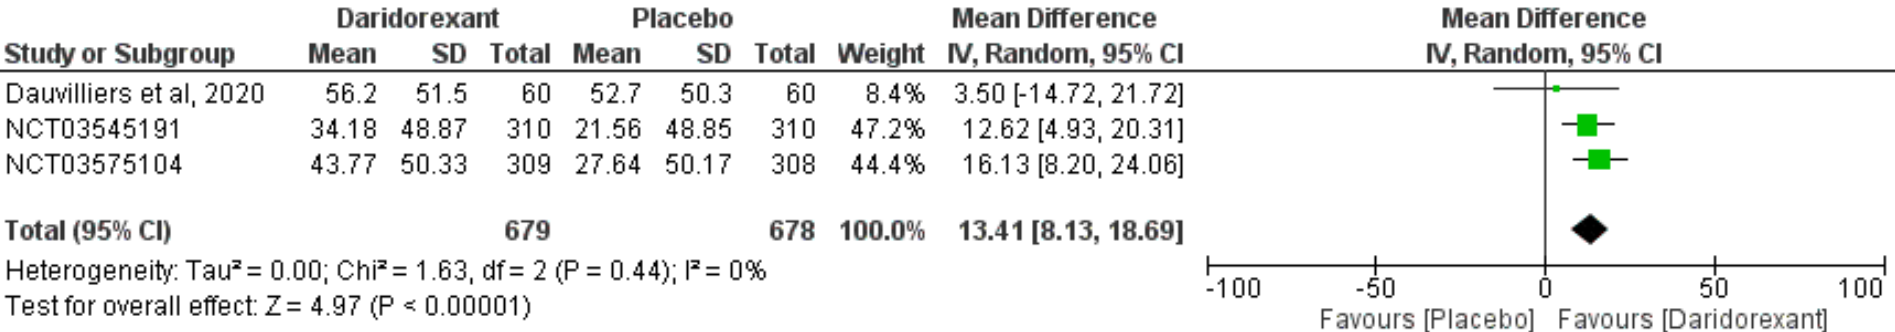 Daridorexant Placebo Mean Difference Mean Difference
Study or Subgroup Mean SD Total Mean SD Total Weight IV, Random, 95% CI IV, Random, 95% CI
Dauvilliers et al, 2020 56.2 51.5 60 52.7 50.3 60 8.4% 3.50 [-14.72, 21.72]
NCT03545191 34.18 48.87 310 21.56 48.85 310 47.2% 12.62 [4.93, 20.31]
NCT03575104 43.77 50.33 309 27.64 50.17 308 44.4% 16.13 [8.20, 24.06]
Total (95% CI) 679 678 100.0% 13.41 [8.13, 18.69]
Heterogeneity: Tau² = 0.00; Chi² = 1.63, df = 2 (P = 0.44); I² = 0%
Test for overall effect: Z = 4.97 (P < 0.00001)
-100 -50 0 50 100
Favours [Placebo] Favours [Daridorexant]